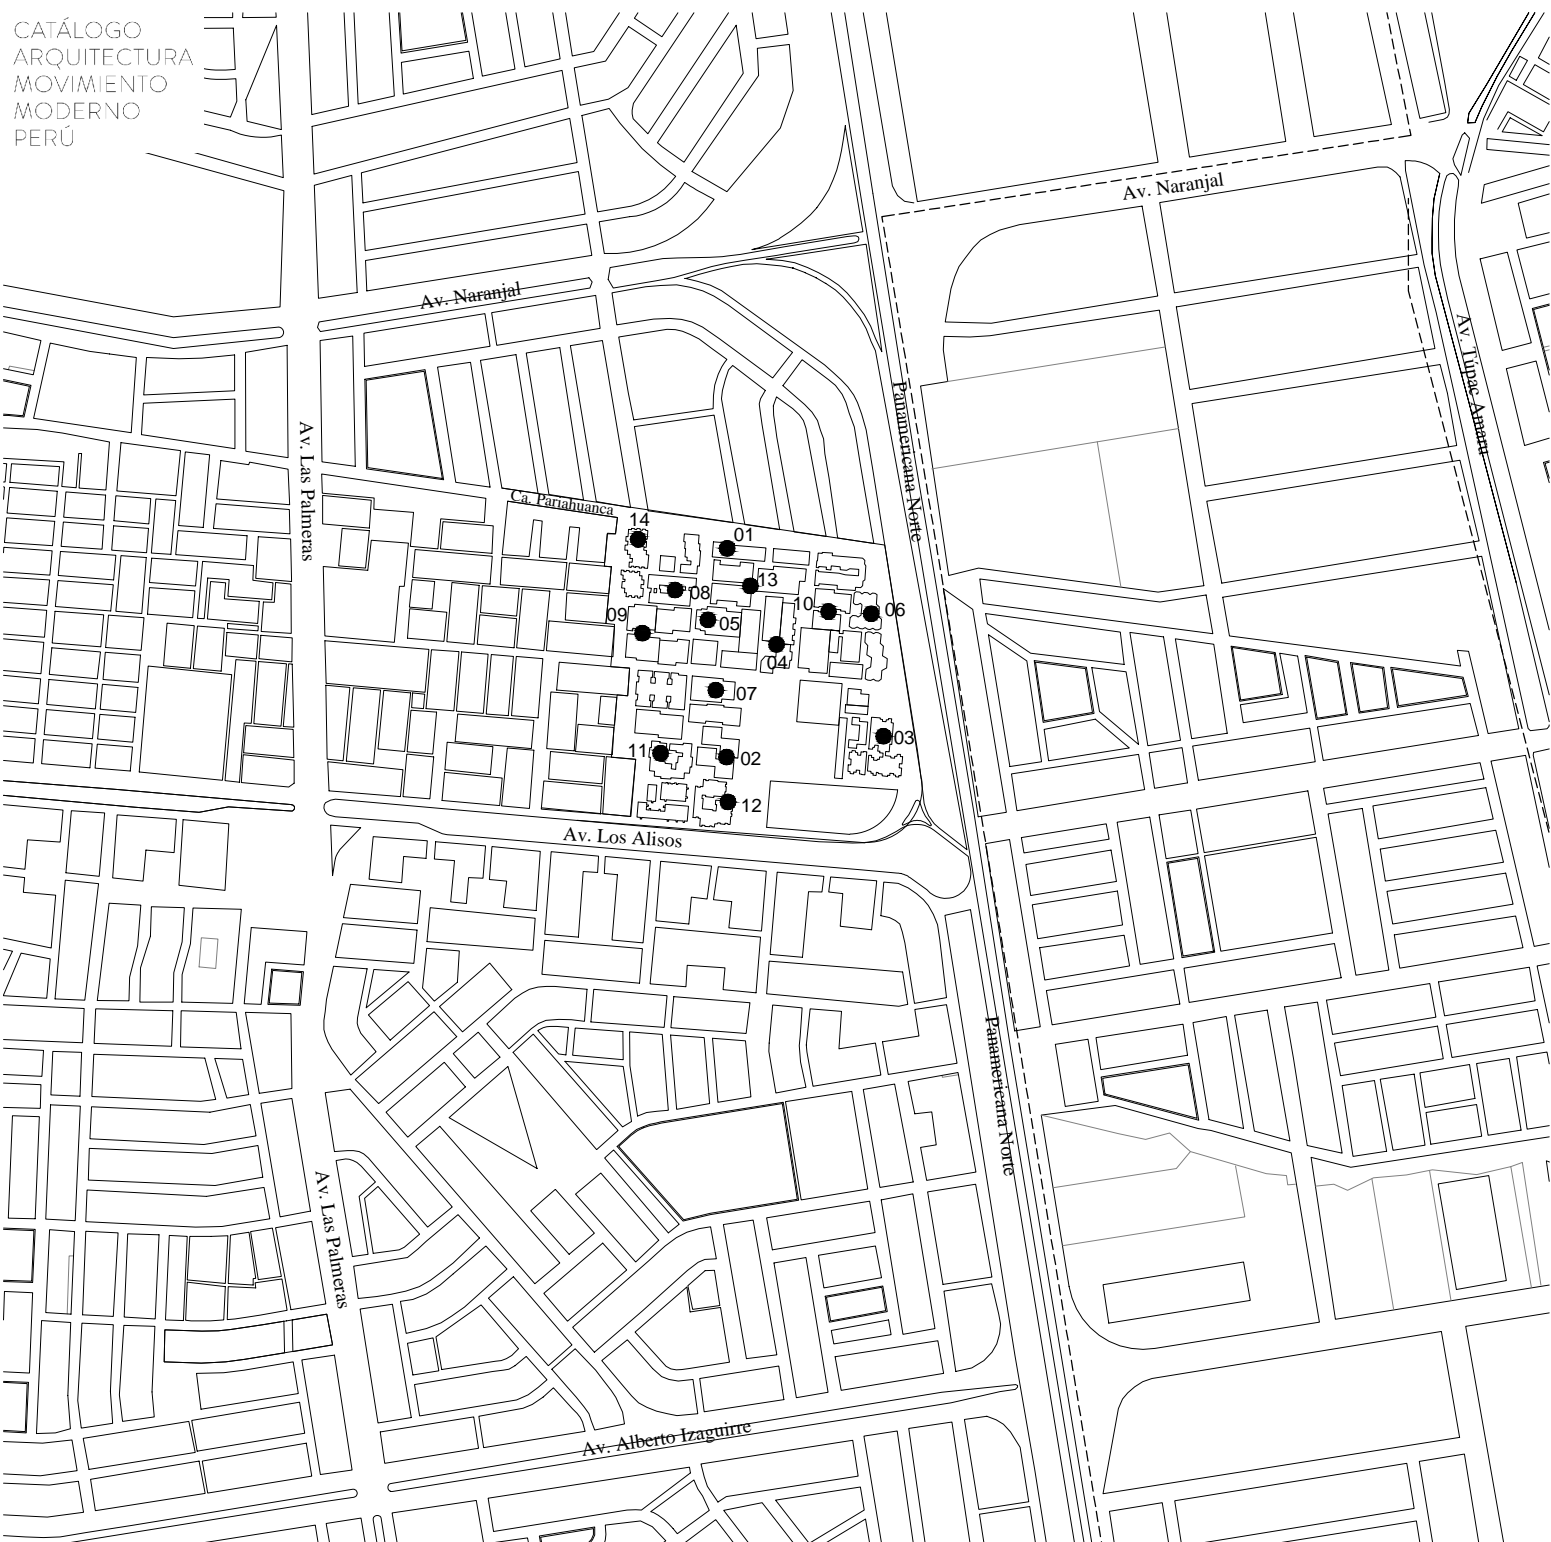 CATÁLOGO
ARQUITECTURA
MOVIMIENTO
MODERNO
PERÚ
Av. Naranjal
Av. Naranjal
Av. Túpac Amaru
Panamericana Norte
Av. Las Palmeras
Ca. Pariahuanca
14
01
13
08
10
06
09
05
04
07
03
11
02
12
Av. Los Alisos
Panamericana Norte
Av. Las Palmeras
Av. Alberto Izaguirre